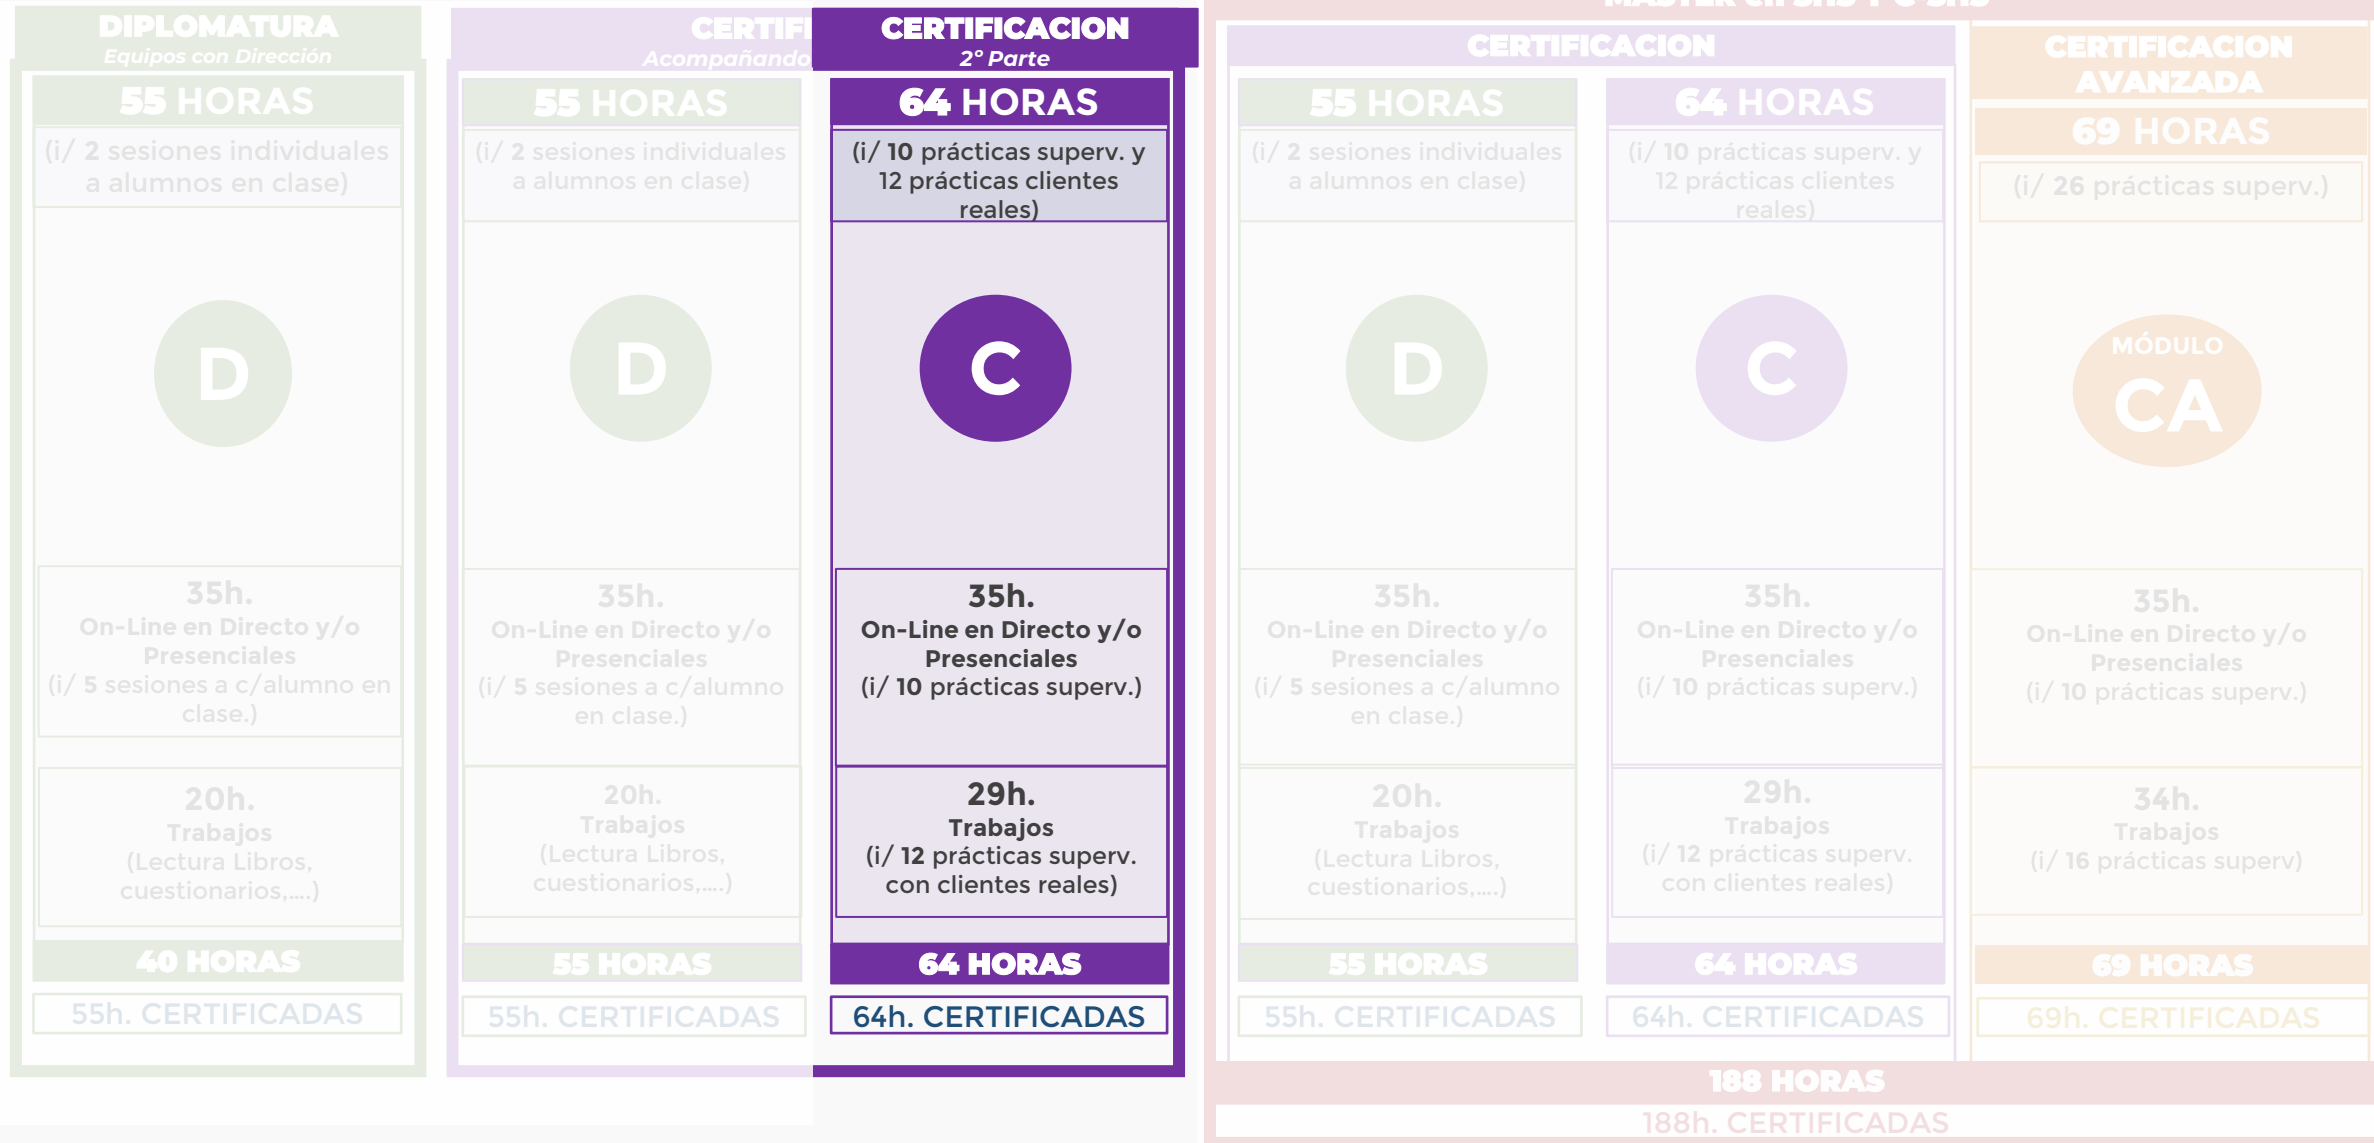 DIPLOMATURA
Equipos con Dirección
55 HORAS
(i/ 2 sesiones individuales
a alumnos en clase)
D
35h.
On-Line en Directo y/o
Presenciales
(i/ 5 sesiones a c/alumno en
clase.)
20h.
Trabajos
(Lectura Libros,
cuestionarios,....)
40 HORAS
55h. CERTIFICADAS
CERTIFI
Acompañando
55 HORAS
(i/ 2 sesiones individuales
a alumnos en clase)
D
35h.
On-Line en Directo y/o
Presenciales
(i/ 5 sesiones a c/alumno
en clase.)
20h.
Trabajos
(Lectura Libros,
cuestionarios,....)
55 HORAS
55h. CERTIFICADAS
CERTIFICACION
2º Parte
64 HORAS
(i/ 10 prácticas superv. y
12 prácticas clientes
reales)
C
35h.
On-Line en Directo y/o
Presenciales
(i/ 10 prácticas superv.)
29h.
Trabajos
(i/ 12 prácticas superv.
con clientes reales)
64 HORAS
64h. CERTIFICADAS
CERTIFICACION
55 HORAS
(i/ 2 sesiones individuales
a alumnos en clase)
D
35h.
On-Line en Directo y/o
Presenciales
(i/ 5 sesiones a c/alumno
en clase.)
20h.
Trabajos
(Lectura Libros,
cuestionarios,....)
55 HORAS
55h. CERTIFICADAS
64 HORAS
(i/ 10 prácticas superv. y
12 prácticas clientes
reales)
C
35h.
On-Line en Directo y/o
Presenciales
(i/ 10 prácticas superv.)
29h.
Trabajos
(i/ 12 prácticas superv.
con clientes reales)
64 HORAS
64h. CERTIFICADAS
CERTIFICACION
AVANZADA
69 HORAS
(i/ 26 prácticas superv.)
MÓDULO
CA
35h.
On-Line en Directo y/o
Presenciales
(i/ 10 prácticas superv.)
34h.
Trabajos
(i/ 16 prácticas superv)
69 HORAS
69h. CERTIFICADAS
188 HORAS
188h. CERTIFICADAS